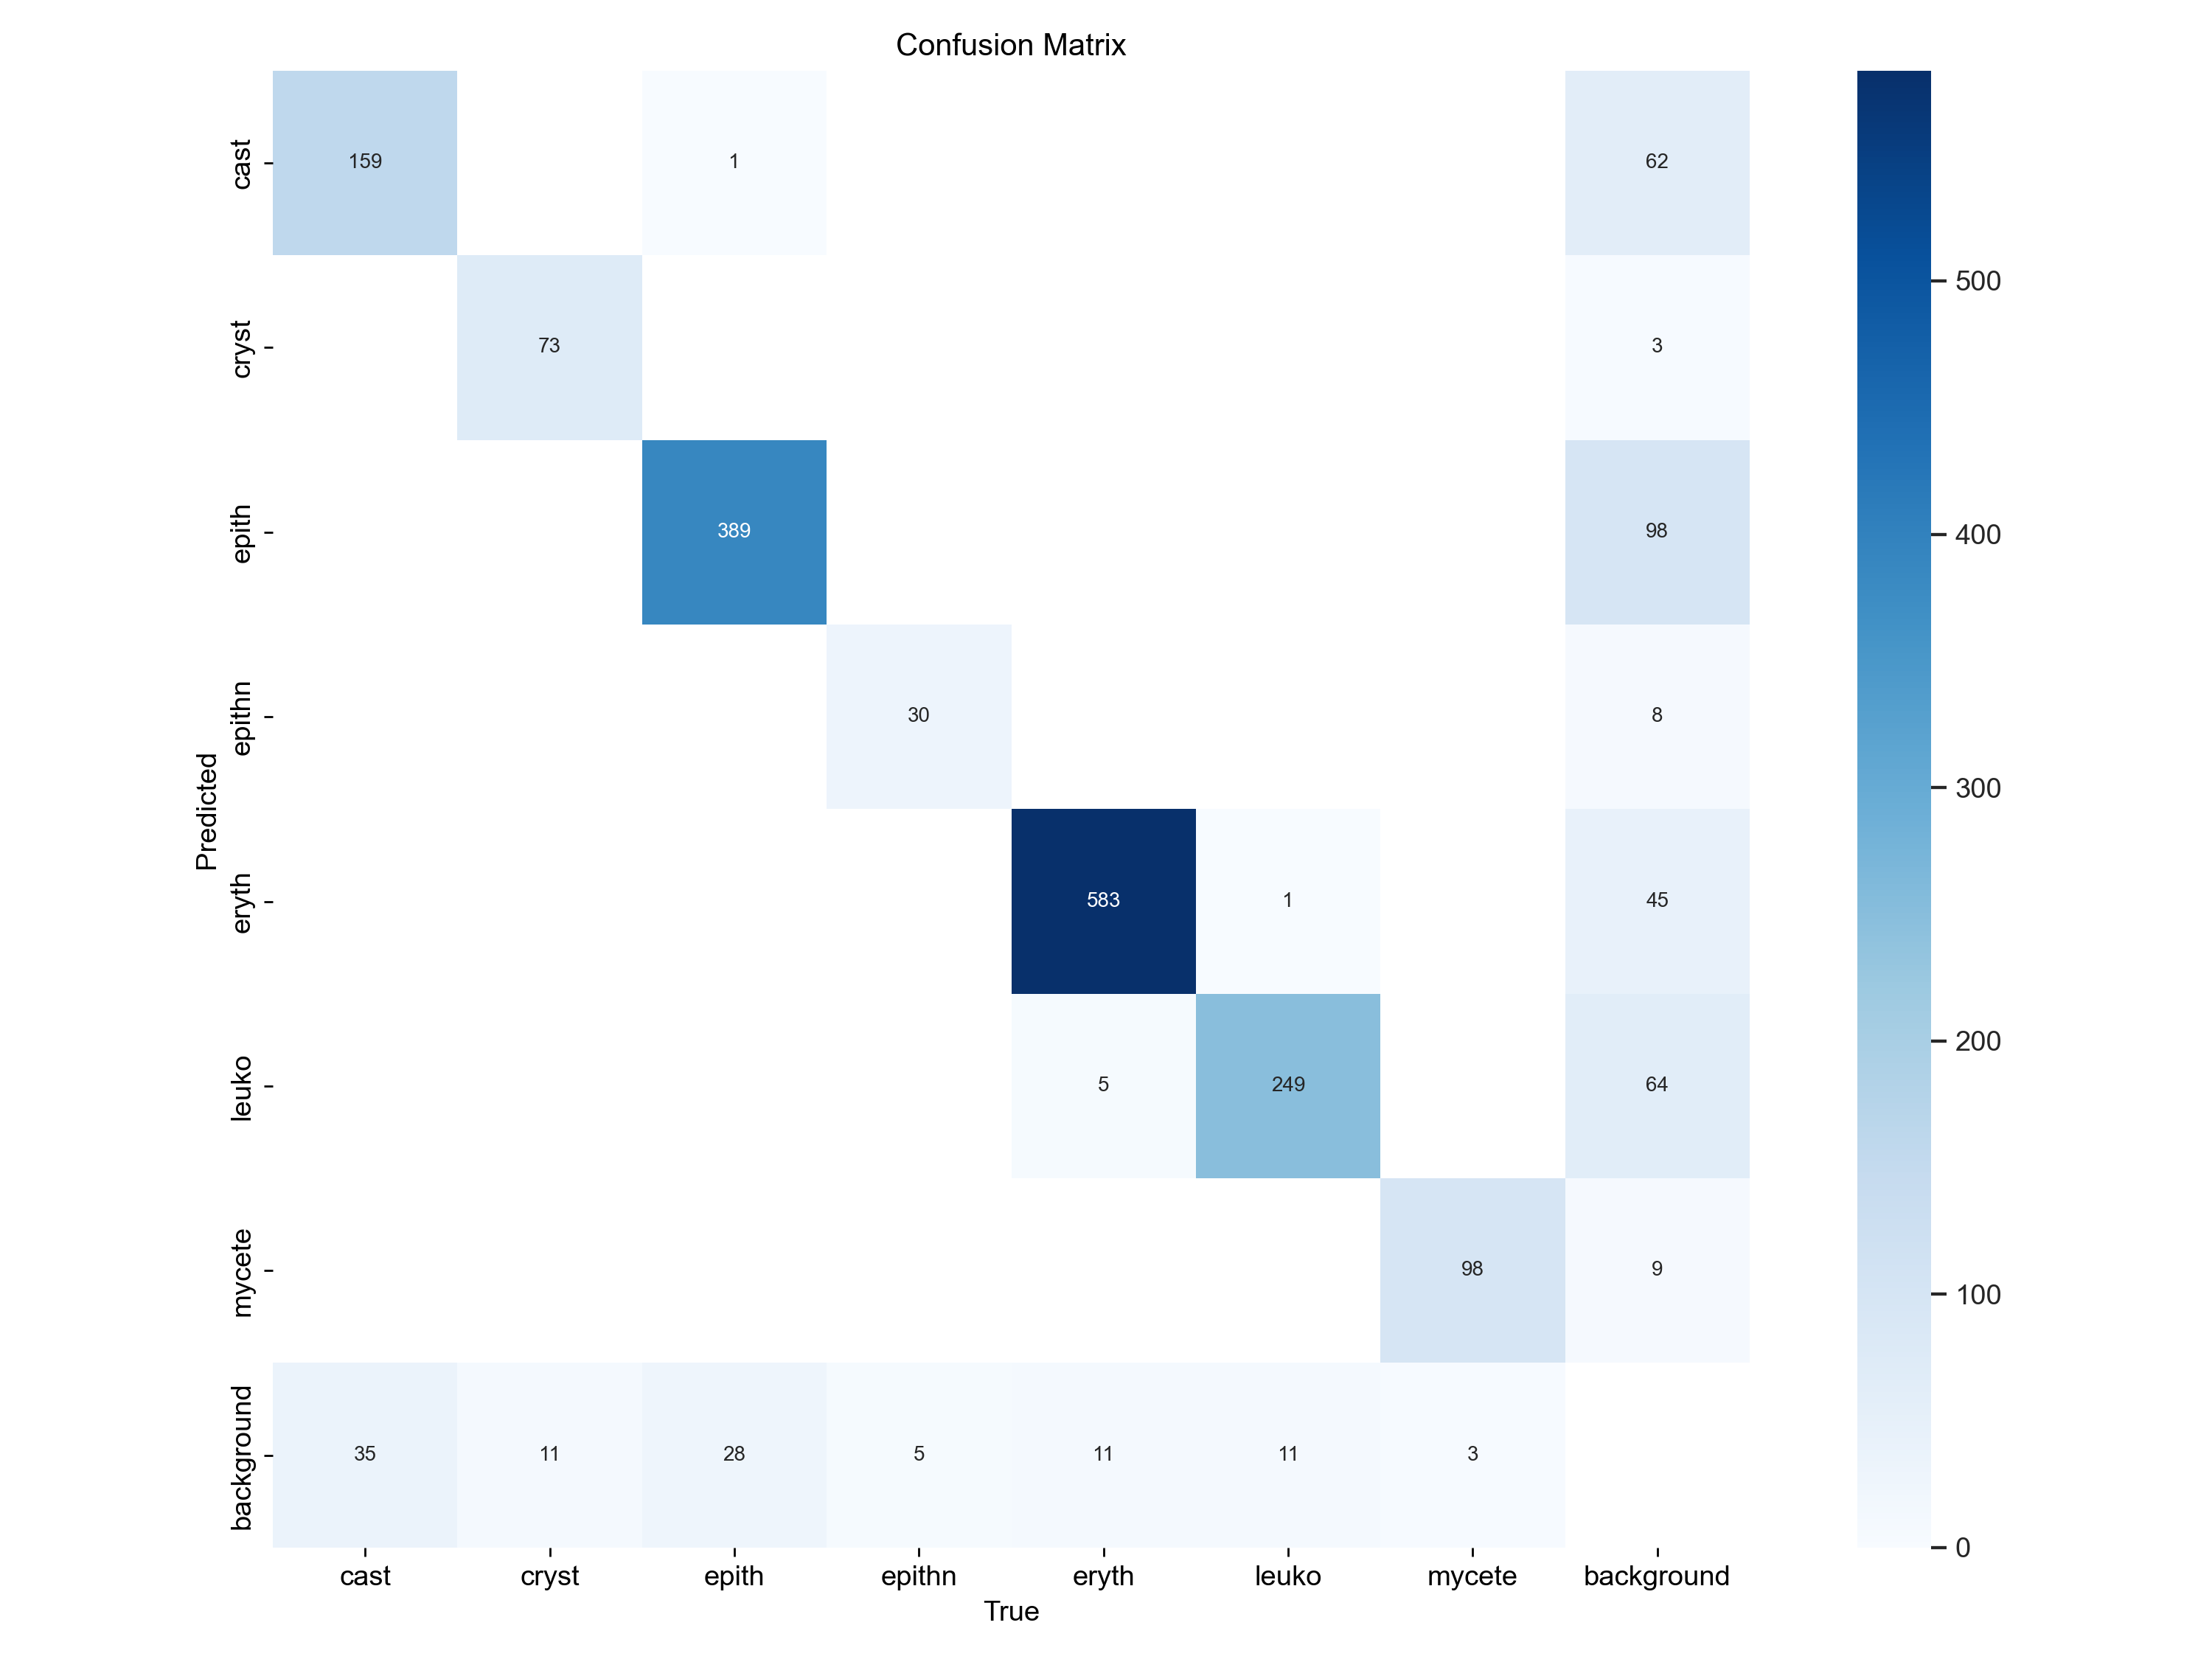 Confusion Matrix
cast 159 1 62
cryst 73 3
epith 389 98
epithn 30 8
eryth 583 1 45
leuko 5 249 64
mycete 98 9
background 35 11 28 5 11 11 3
Predicted
cast cryst epith epithn eryth leuko mycete background
True
500
400
300
200
100
0